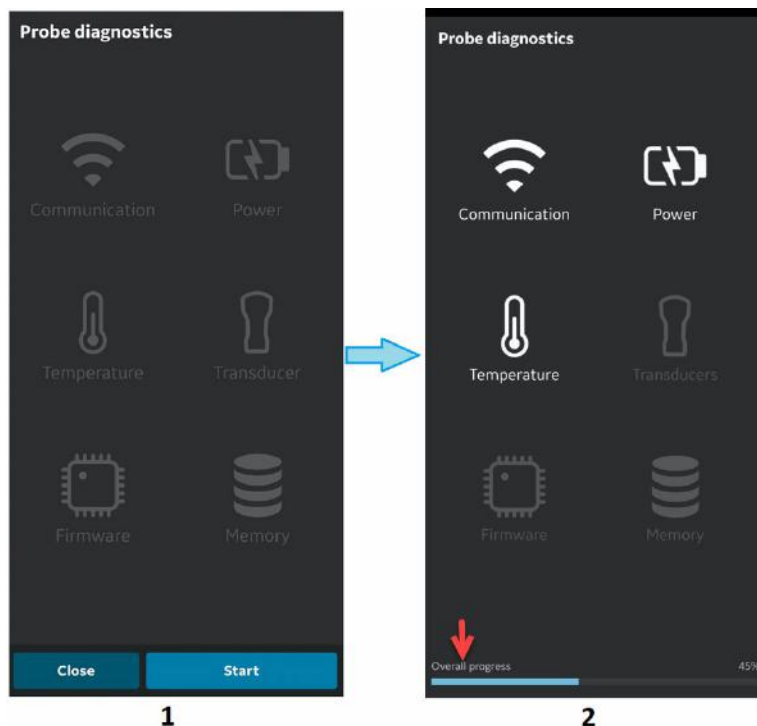 Probe diagnostics
Communication
Power
Temperature
Transducer
Firmware
Memory
Close
Start
1
Probe diagnostics
Communication
Power
Temperature
Transducers
Firmware
Memory
Overall progress
45%
2